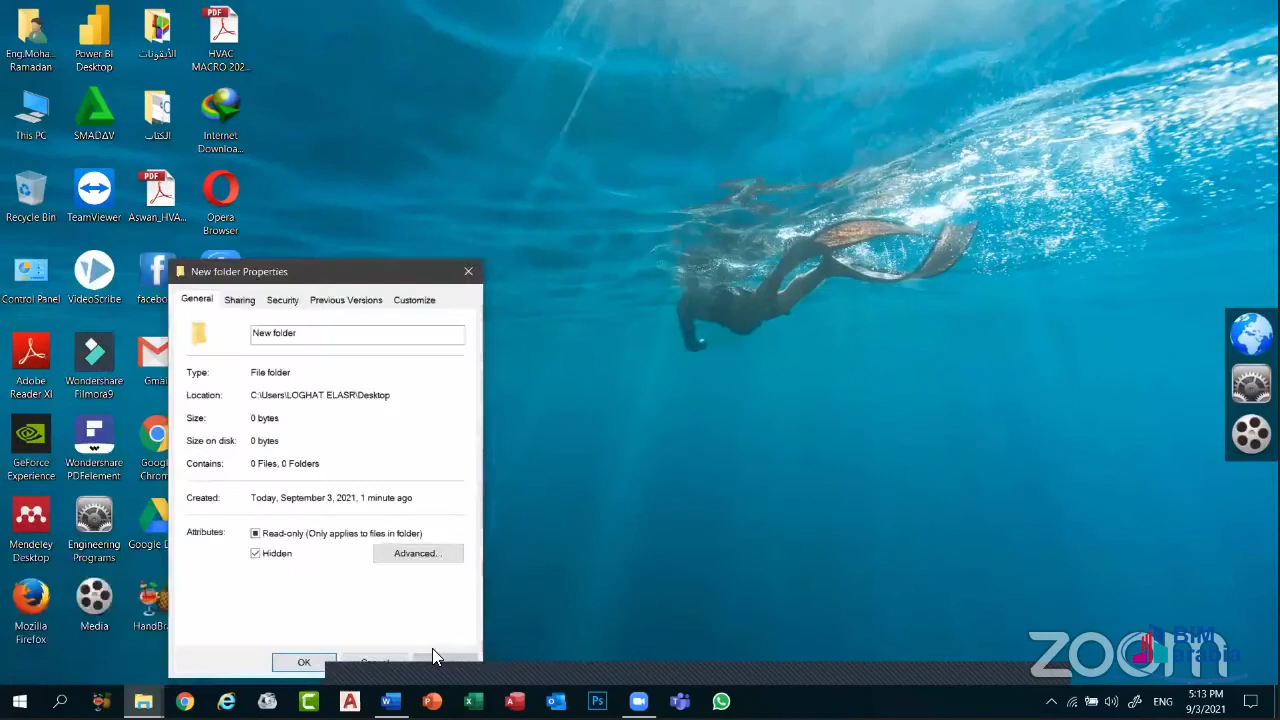 Eng.Moha...
Ramadan
Power BI
Desktop
الأيقونات
HVAC
MACRO 202...
This PC
SMADAV
الكتاب
Internet
Downloa...
Recycle Bin
TeamViewer
PDF
Aswan_HVA...
Opera
Browser
Control Panel
VideoScribe
facebo
Adobe
Reader XI
Wondershare
Filmora9
Gmai
GeForce
Experience
Wondershare
PDFelement
Goog
Chrom
Mendeley
Desktop
Engineering
Programs
Google D
Mozilla
Firefox
Media
HandBra
New folder Properties
General Sharing Security Previous Versions Customize
New folder
Type: File folder
Location: C:\Users\LOGHAT ELASR\Desktop
Size: 0 bytes
Size on disk: 0 bytes
Contains: 0 Files, 0 Folders
Created: Today, September 3, 2021, 1 minute ago
Attributes: Read-only (Only applies to files in folder)
Hidden
Advanced...
OK
zoom
BIM
arabia
ENG
5:13 PM
9/3/2021